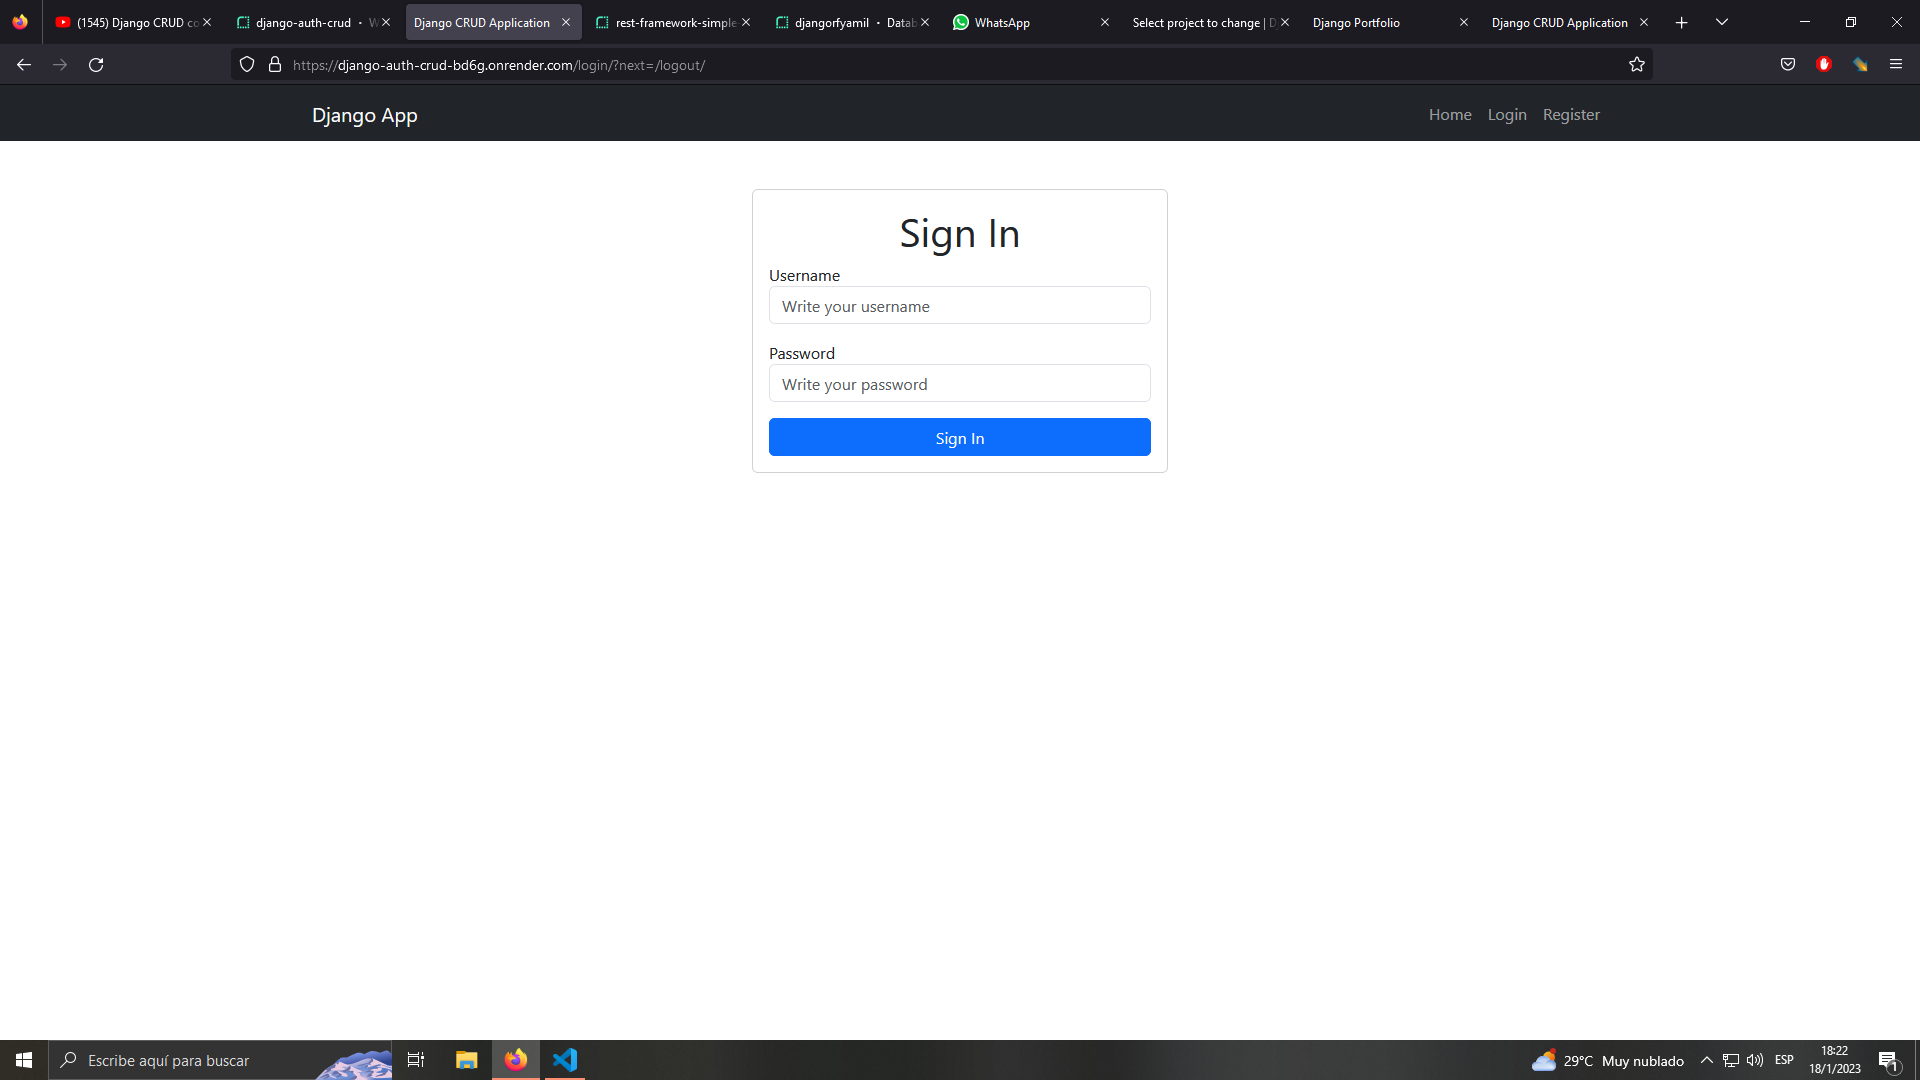 (1545) Django CRUD co
django-auth-crud · W
Django CRUD Application
rest-framework-simple-
djangorfyamil · Datab
WhatsApp
Select project to change | D
Django Portfolio
Django CRUD Application
https://django-auth-crud-bd6g.onrender.com/login/?next=/logout/
Django App
Home
Login
Register
Sign In
Username
Write your username
Password
Write your password
Sign In
Escribe aquí para buscar
29°C Muy nublado
ESP
18:22
18/1/2023
1